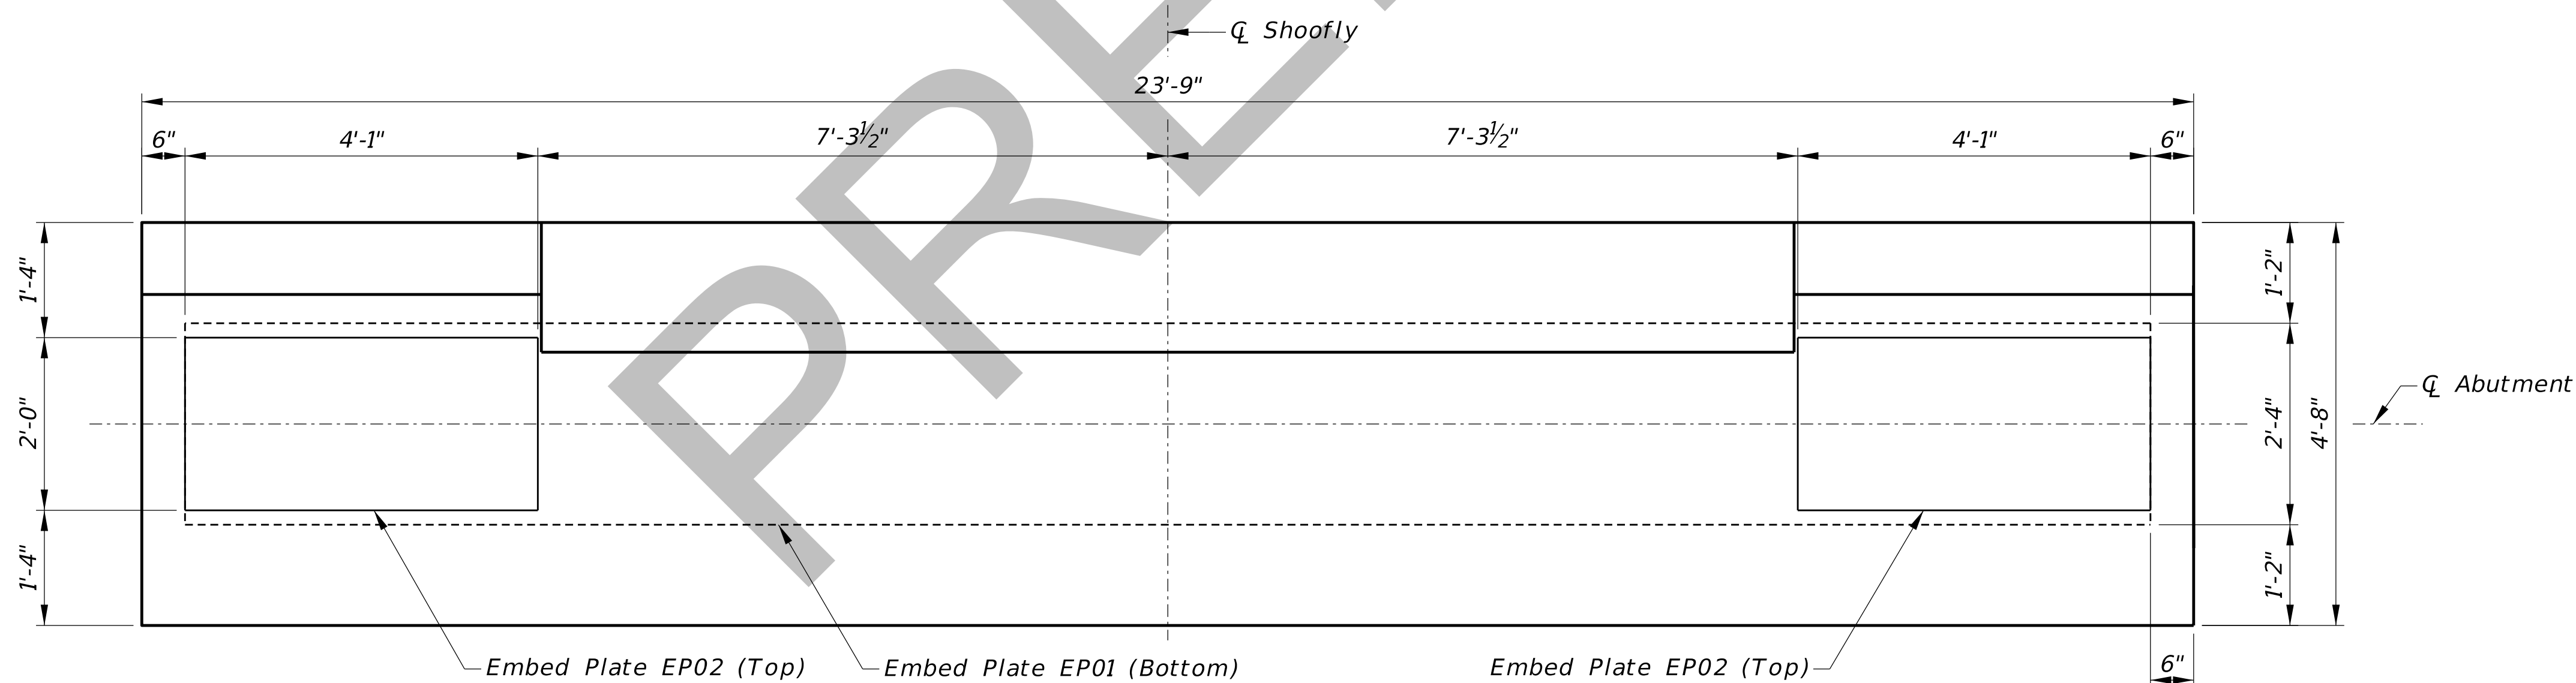 ℄ Shoofly
23'-9"
6"
4'-1"
7'-3½"
7'-3½"
4'-1"
6"
1'-4"
2'-0"
1'-4"
1'-2"
2'-4"
1'-2"
4'-8"
℄ Abutment
Embed Plate EP02 (Top)
Embed Plate EP01 (Bottom)
Embed Plate EP02 (Top)
6"
PRE